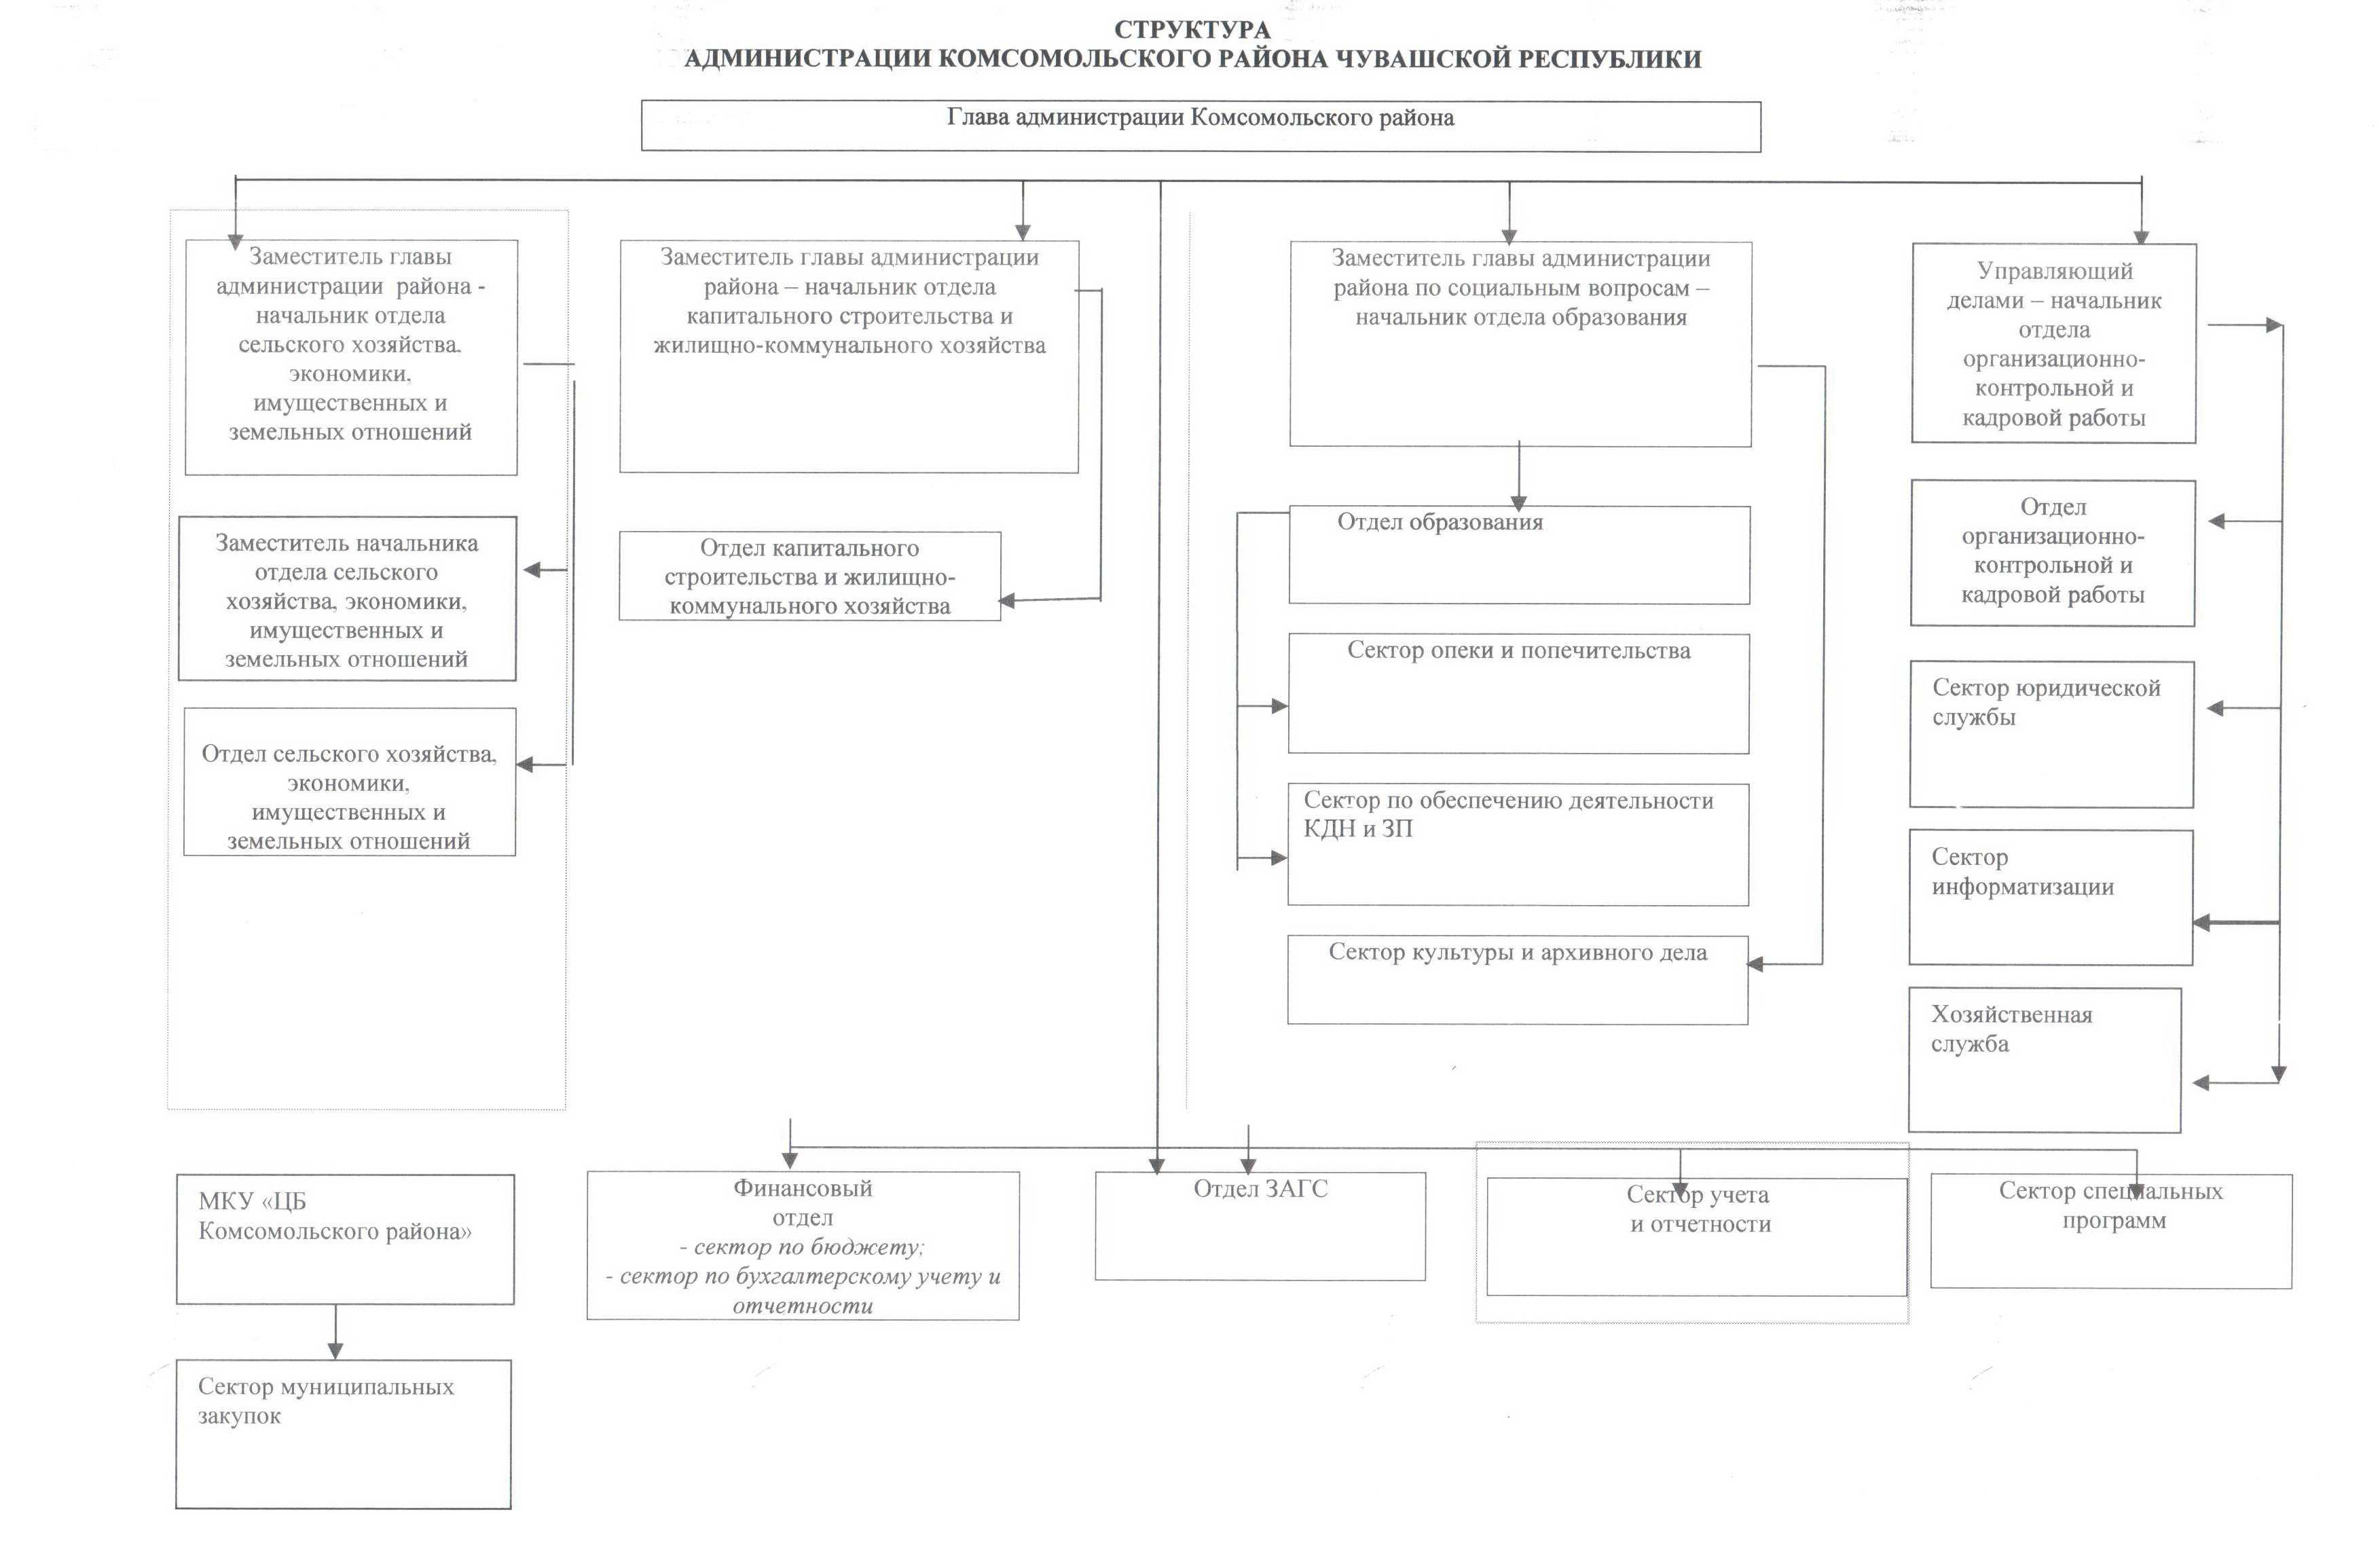 СТРУКТУРА
АДМИНИСТРАЦИИ КОМСОМОЛЬСКОГО РАЙОНА ЧУВАШСКОЙ РЕСПУБЛИКИ
Глава администрации Комсомольского района
Заместитель главы
администрации района -
начальник отдела
сельского хозяйства.
экономики,
имущественных и
земельных отношений
Заместитель начальника
отдела сельского
хозяйства, экономики,
имущественных и
земельных отношений
Отдел сельского хозяйства,
экономики,
имущественных и
земельных отношений
Заместитель главы администрации
района – начальник отдела
капитального строительства и
жилищно-коммунального хозяйства
Отдел капитального
строительства и жилищно-
коммунального хозяйства
Заместитель главы администрации
района по социальным вопросам –
начальник отдела образования
Отдел образования
Сектор опеки и попечительства
Сектор по обеспечению деятельности
КДН и ЗП
Сектор культуры и архивного дела
Управляющий
делами – начальник
отдела
организационно-
контрольной и
кадровой работы
Отдел
организационно-
контрольной и
кадровой работы
Сектор юридической
службы
Сектор
информатизации
Хозяйственная
служба
МКУ «ЦБ
Комсомольского района»
Сектор муниципальных
закупок
Финансовый
отдел
- сектор по бюджету;
- сектор по бухгалтерскому учету и
отчетности
Отдел ЗАГС
Сектор учета
и отчетности
Сектор специальных
программ